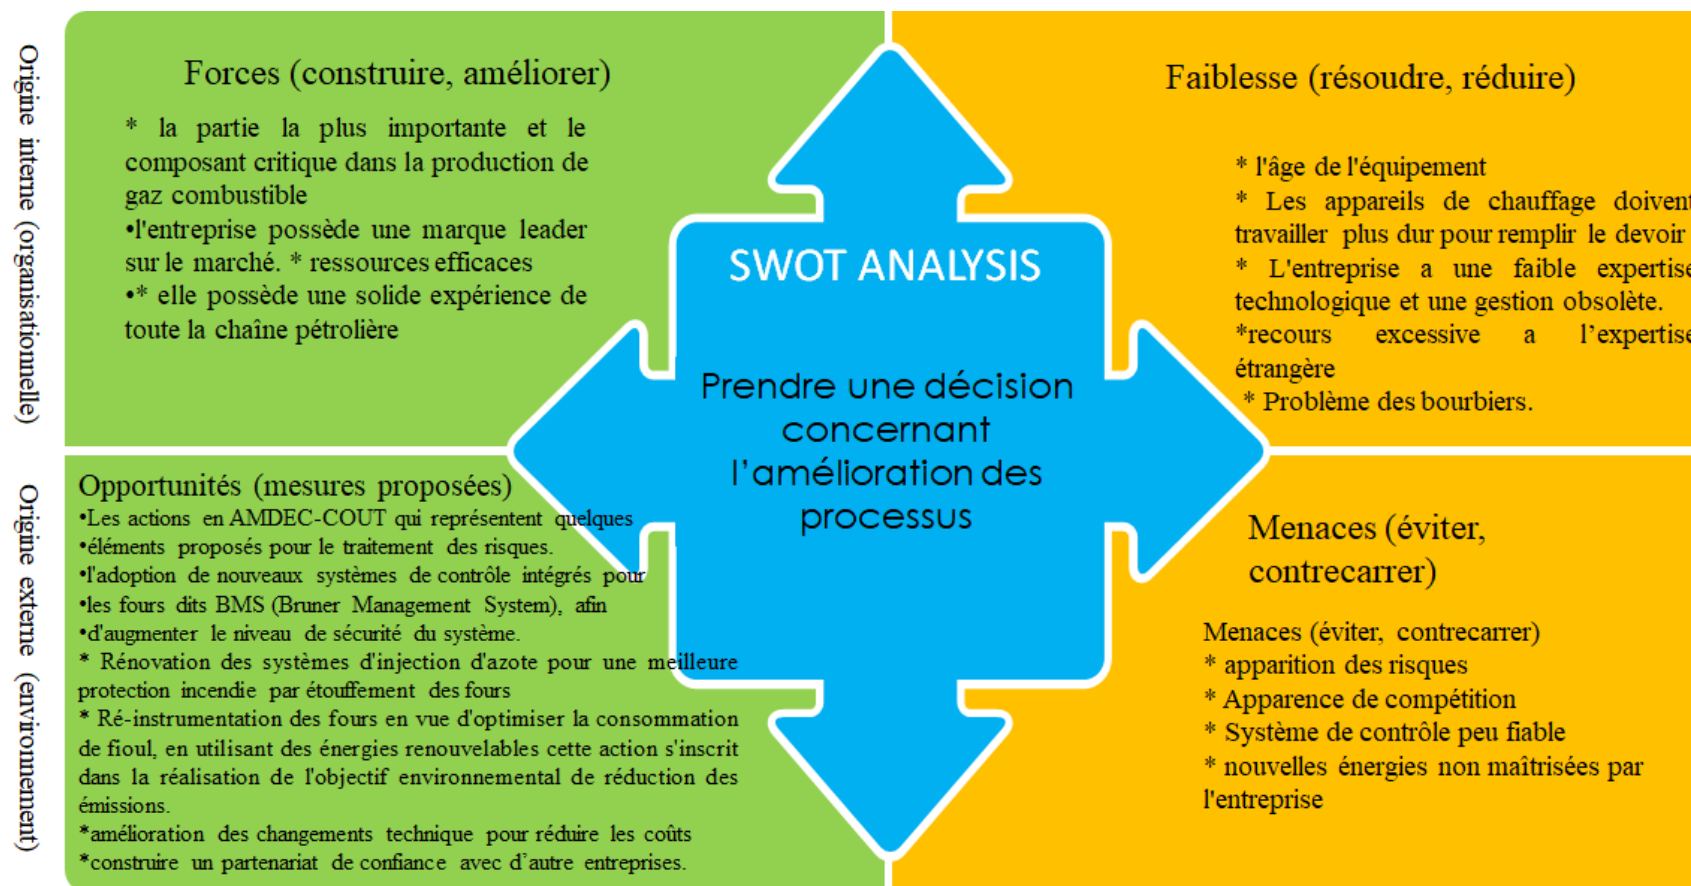 Origine interne (organisationnelle)
Forces (construire, améliorer)
* la partie la plus importante et le
composant critique dans la production de
gaz combustible
•l'entreprise possède une marque leader
sur le marché. * ressources efficaces
•* elle possède une solide expérience de
toute la chaîne pétrolière
Faiblesse (résoudre, réduire)
* l'âge de l'équipement
* Les appareils de chauffage doivent
travailler plus dur pour remplir le devoir
* L'entreprise a une faible expertise
technologique et une gestion obsolète.
*recours excessive a l’expertise
étrangère
* Problème des bourbiers.
SWOT ANALYSIS
Prendre une décision
concernant
l’amélioration des
processus
Origine externe (environnement)
Opportunités (mesures proposées)
•Les actions en AMDEC-COUT qui représentent quelques
•éléments proposés pour le traitement des risques.
•l'adoption de nouveaux systèmes de contrôle intégrés pour
•les fours dits BMS (Bruner Management System), afin
•d'augmenter le niveau de sécurité du système.
* Rénovation des systèmes d'injection d'azote pour une meilleure
protection incendie par étouffement des fours
* Ré-instrumentation des fours en vue d'optimiser la consommation
de fioul, en utilisant des énergies renouvelables cette action s'inscrit
dans la réalisation de l'objectif environnemental de réduction des
émissions.
*amélioration des changements technique pour réduire les coûts
*construire un partenariat de confiance avec d’autre entreprises.
Menaces (éviter,
contrecarrer)
Menaces (éviter, contrecarrer)
* apparition des risques
* Apparence de compétition
* Système de contrôle peu fiable
* nouvelles énergies non maîtrisées par
l'entreprise